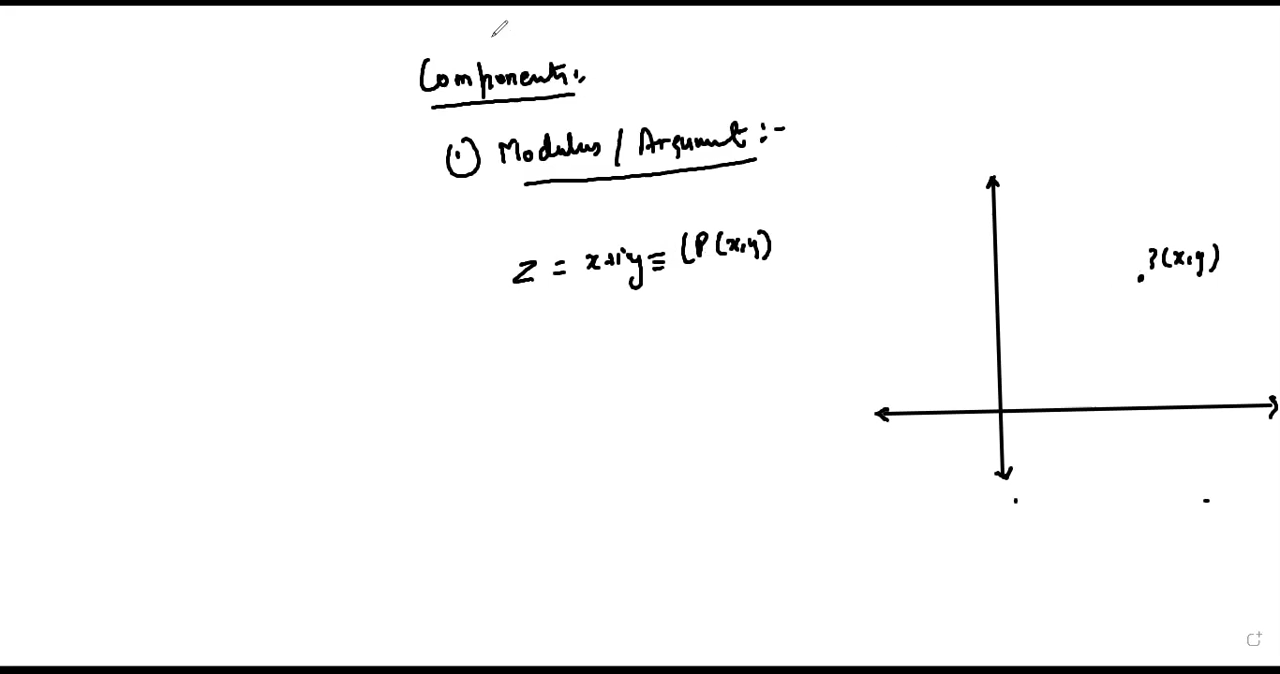 Components:
(i) Modulus / Argument :-
z = x+iy ≡ (P(x,y)
P(x,y)